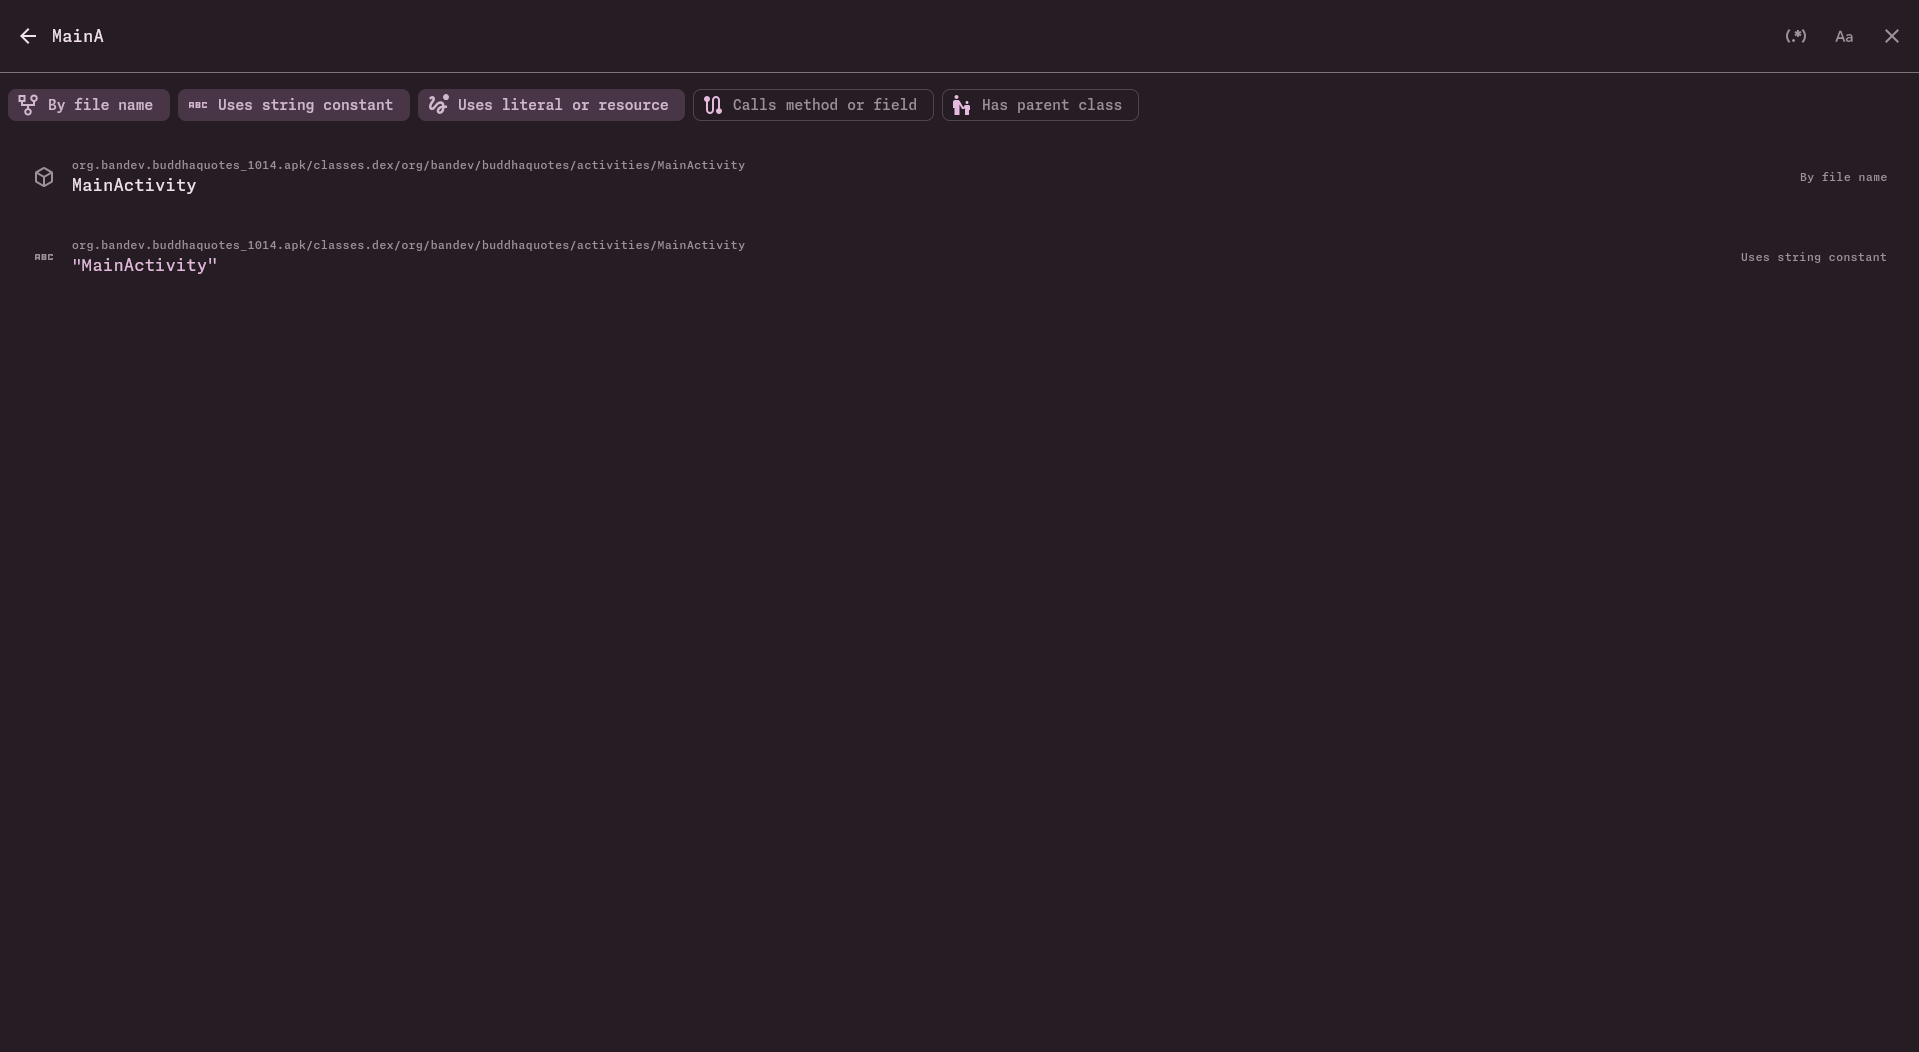 MainA
(.*)
Aa
By file name
ABC
Uses string constant
Uses literal or resource
Calls method or field
Has parent class
org.bandev.buddhaquotes_1014.apk/classes.dex/org/bandev/buddhaquotes/activities/MainActivity
MainActivity
By file name
org.bandev.buddhaquotes_1014.apk/classes.dex/org/bandev/buddhaquotes/activities/MainActivity
ABC
"MainActivity"
Uses string constant